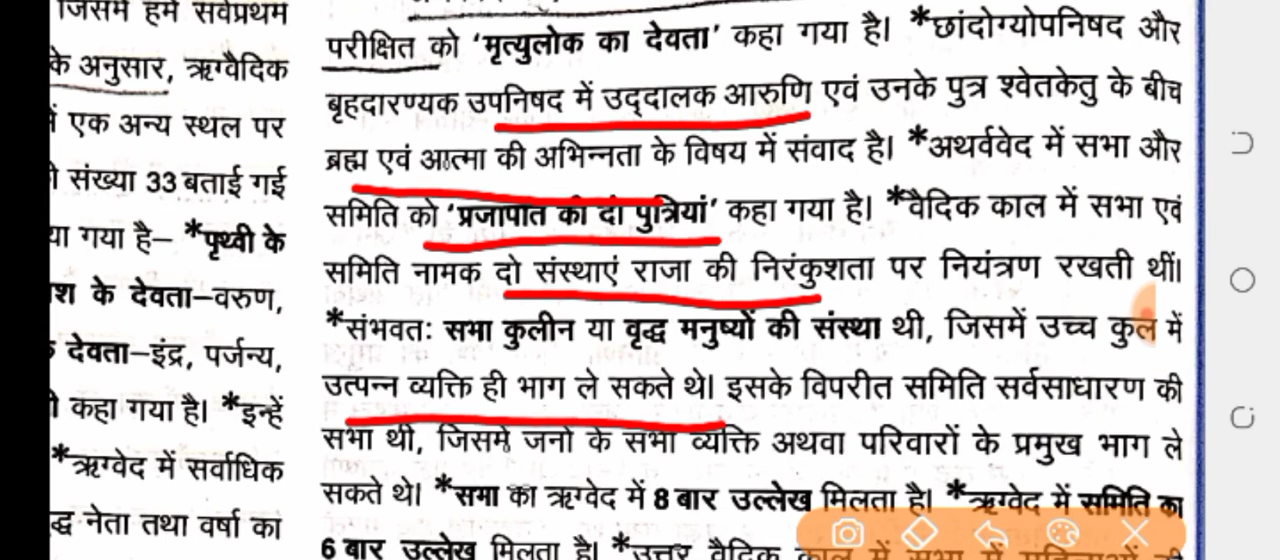 जिसमें हमें सर्वप्रथम
के अनुसार, ऋग्वैदिक
एक अन्य स्थल पर
संख्या 33 बताई गई
या गया है– *पृथ्वी के
श के देवता–वरुण,
देवता–इंद्र, पर्जन्य,
कहा गया है। *इन्हें
*ऋग्वेद में सर्वाधिक
नेता तथा वर्षा का
परीक्षित को ‘मृत्युलोक का देवता’ कहा गया है। *छांदोग्योपनिषद और
बृहदारण्यक उपनिषद में उद्दालक आरुणि एवं उनके पुत्र श्वेतकेतु के बीच
ब्रह्म एवं आत्मा की अभिन्नता के विषय में संवाद है। *अथर्ववेद में सभा और
समिति को ‘प्रजापति की दो पुत्रियां’ कहा गया है। *वैदिक काल में सभा एवं
समिति नामक दो संस्थाएं राजा की निरंकुशता पर नियंत्रण रखती थीं।
*संभवतः सभा कुलीन या वृद्ध मनुष्यों की संस्था थी, जिसमें उच्च कुल में
उत्पन्न व्यक्ति ही भाग ले सकते थे। इसके विपरीत समिति सर्वसाधारण की
सभा थी, जिसमें जनों के सभी व्यक्ति अथवा परिवारों के प्रमुख भाग ले
सकते थे। *सभा का ऋग्वेद में 8 बार उल्लेख मिलता है। *ऋग्वेद में समिति का
6 बार उल्लेख मिलता है। *उत्तर वैदिक काल में सभा में